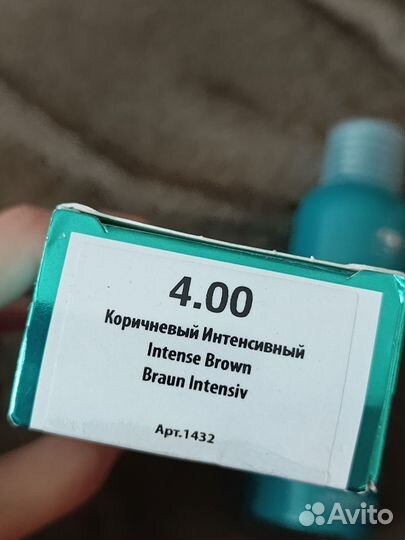 4.00
Коричневый Интенсивный
Intense Brown
Braun Intensiv
Арт.1432
Avito